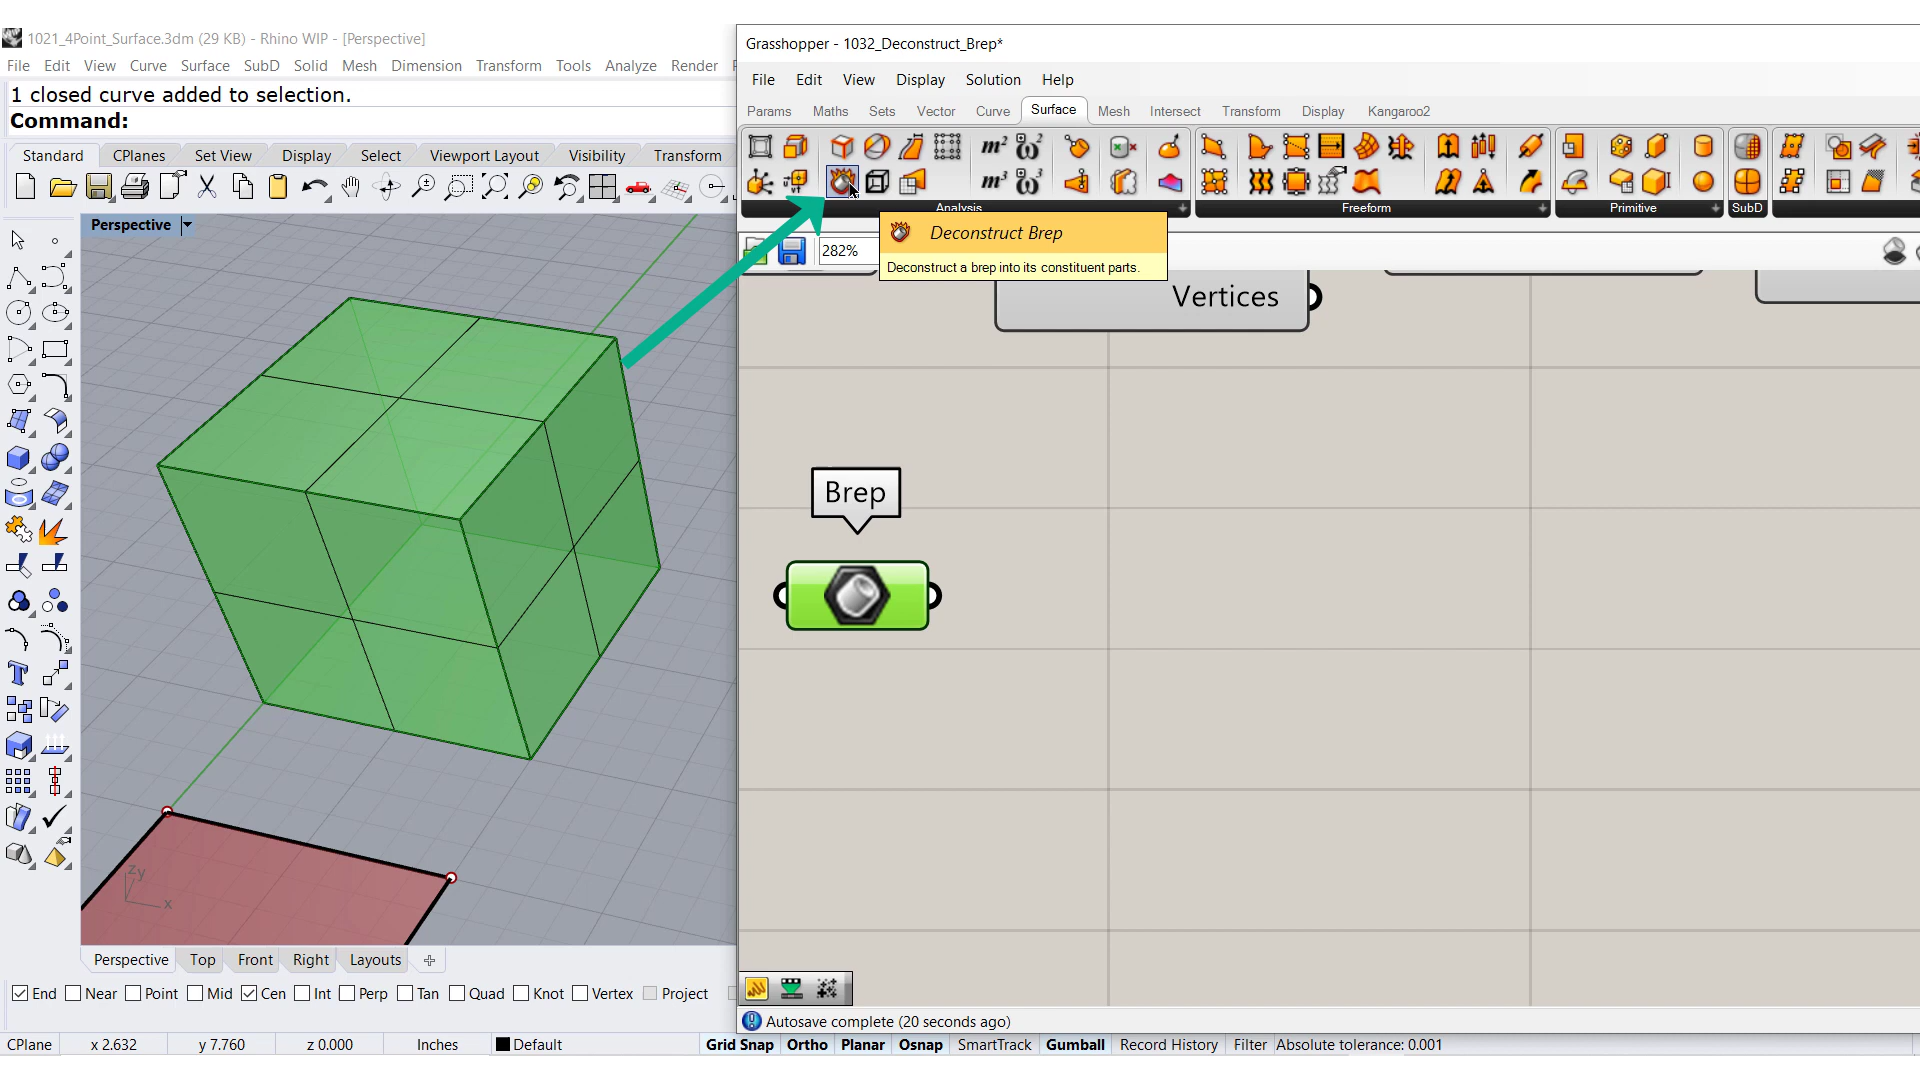 1021_4Point_Surface.3dm (29 KB) - Rhino WIP - [Perspective]
File Edit View Curve Surface SubD Solid Mesh Dimension Transform Tools Analyze Render
1 closed curve added to selection.
Command:
Standard CPlanes Set View Display Select Viewport Layout Visibility Transform
Perspective
zy
x
Perspective Top Front Right Layouts
End Near Point Mid Cen Int Perp Tan Quad Knot Vertex Project
CPlane x 2.632 y 7.760 z 0.000 Inches Default Grid Snap Ortho Planar Osnap SmartTrack Gumball Record History Filter Absolute tolerance: 0.001
Grasshopper - 1032_Deconstruct_Brep*
File Edit View Display Solution Help
Params Maths Sets Vector Curve Surface Mesh Intersect Transform Display Kangaroo2
m² ω²
m³ ω³
Analysis Freeform Primitive SubD
282%
Deconstruct Brep
Deconstruct a brep into its constituent parts.
Vertices
Brep
Autosave complete (20 seconds ago)